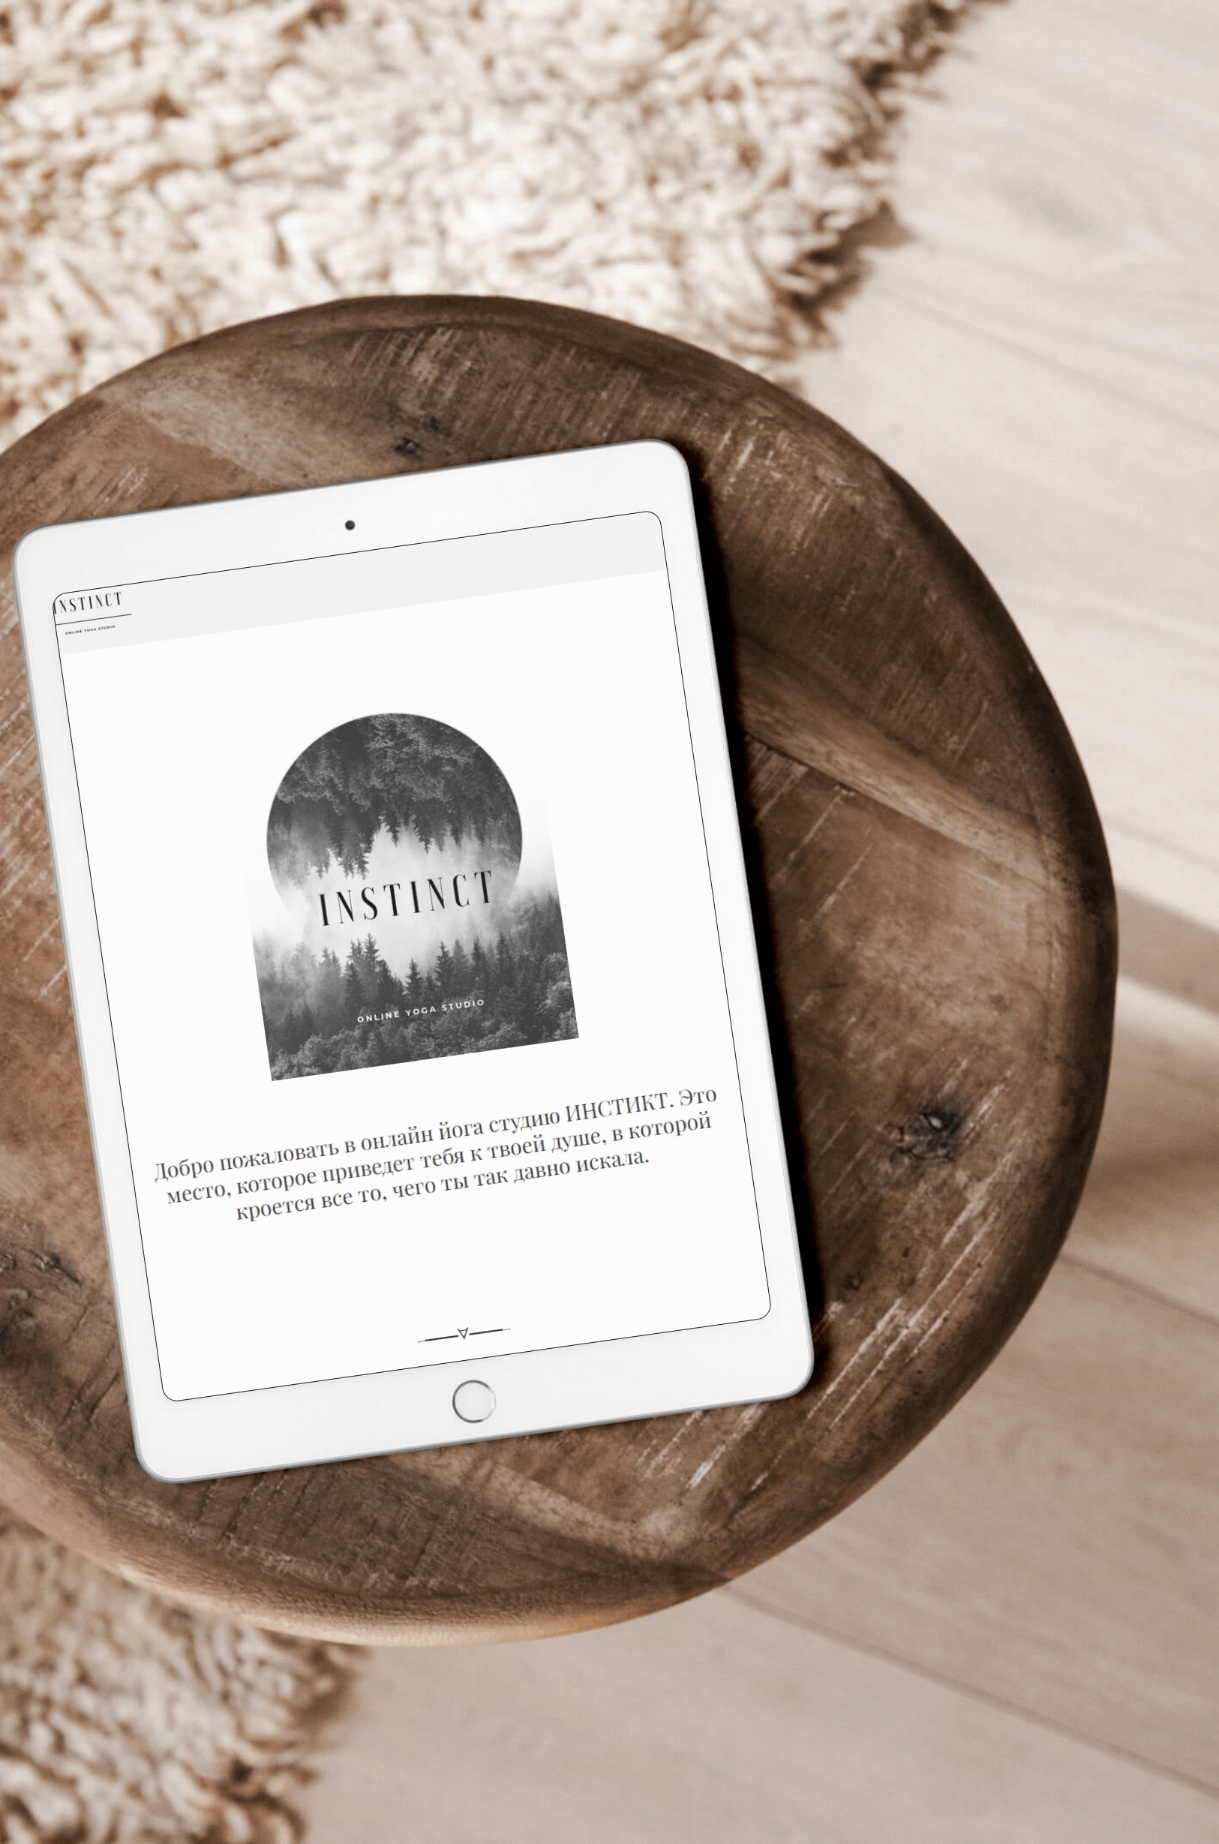 INSTINCT
ONLINE YOGA STUDIO
INSTINCT
ONLINE YOGA STUDIO
Добро пожаловать в онлайн йога студию ИНСТИКТ. Это
место, которое приведет тебя к твоей душе, в которой
кроется все то, чего ты так давно искала.